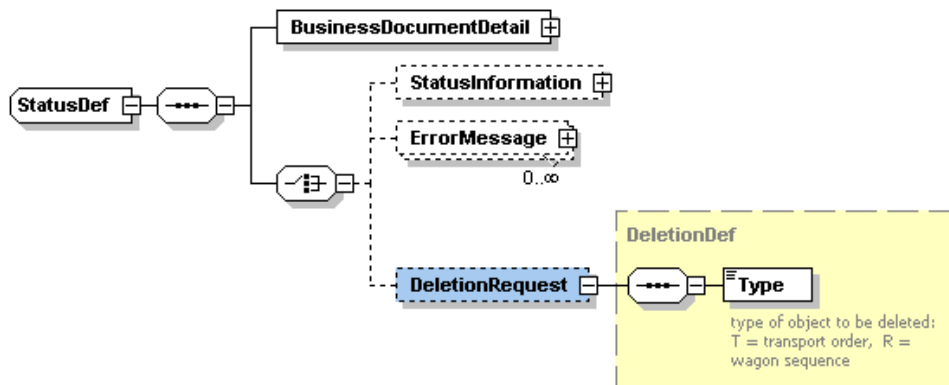 BusinessDocumentDetail
StatusDef
StatusInformation
ErrorMessage
0..∞
DeletionDef
DeletionRequest
Type
type of object to be deleted:
T = transport order, R =
wagon sequence